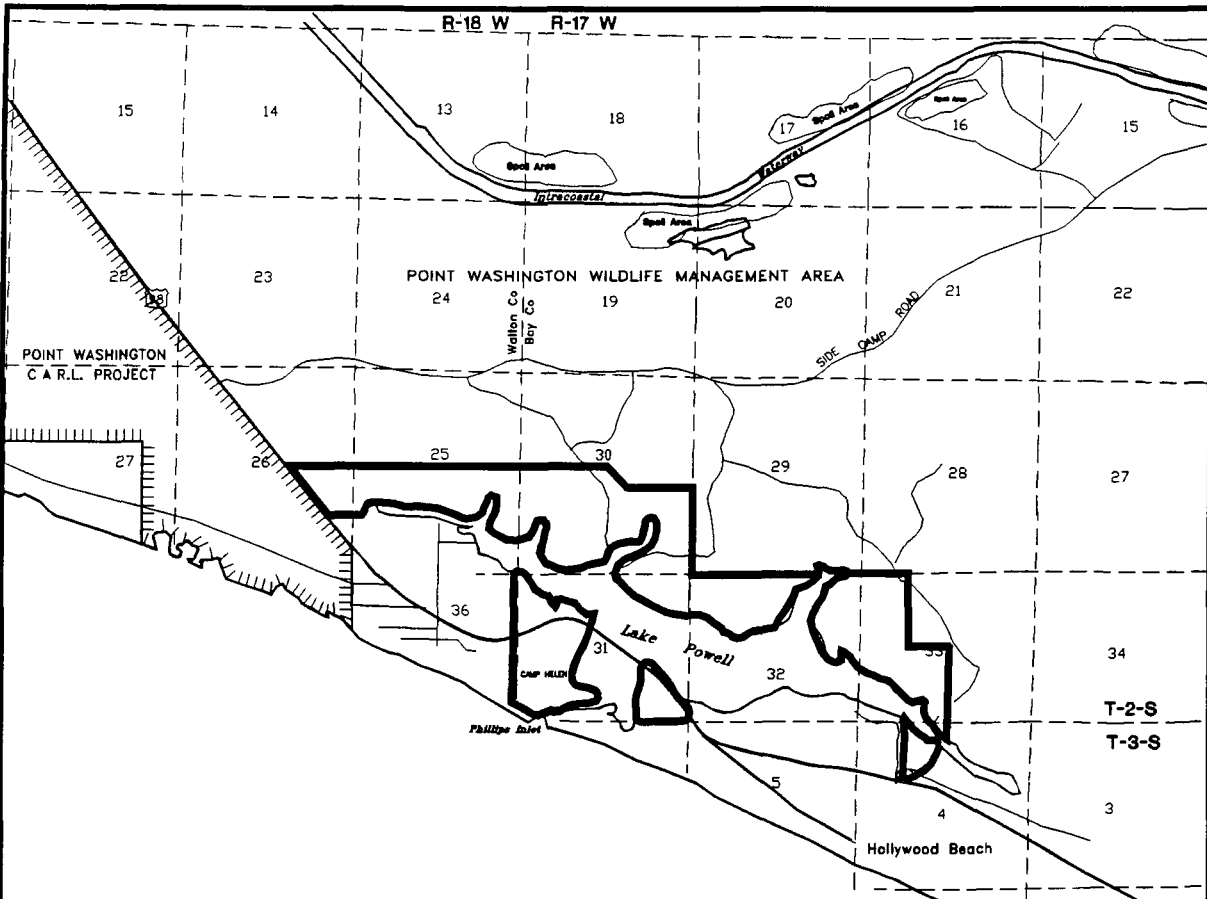 R-18 W R-17 W
15 14 13 18 17 16 15
Spoil Area
Spoil Area
Spoil Area
Intracoastal Waterway
Spoil Area
POINT WASHINGTON WILDLIFE MANAGEMENT AREA
22 23 24 19 20 21 22
98
Walton Co
Bay Co
SIDE CAMP ROAD
POINT WASHINGTON
C A R.L. PROJECT
27 26 25 30 29 28 27
36 31 32 33 34
Lake Powell
CAMP HELEN
T-2-S
Phillips Inlet
T-3-S
5 4 3
Hollywood Beach